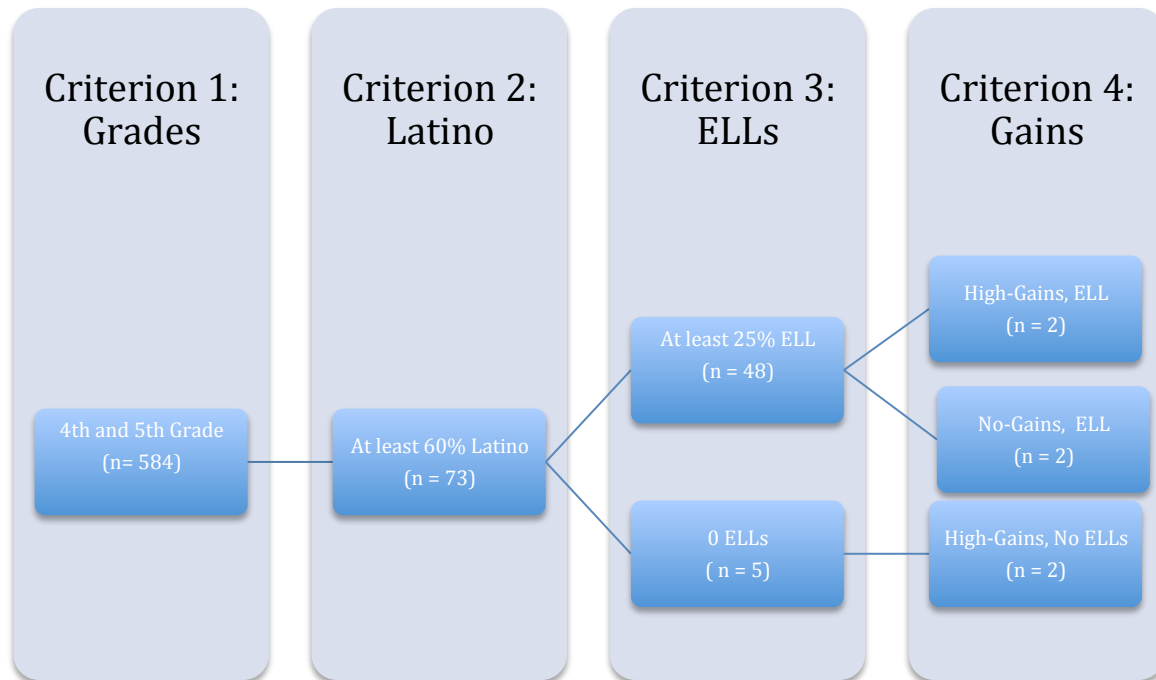 Criterion 1:
Grades
4th and 5th Grade
(n= 584)
Criterion 2:
Latino
At least 60% Latino
(n = 73)
Criterion 3:
ELLs
At least 25% ELL
(n = 48)
0 ELLs
( n = 5)
Criterion 4:
Gains
High-Gains, ELL
(n = 2)
No-Gains,  ELL
(n = 2)
High-Gains, No ELLs
(n = 2)